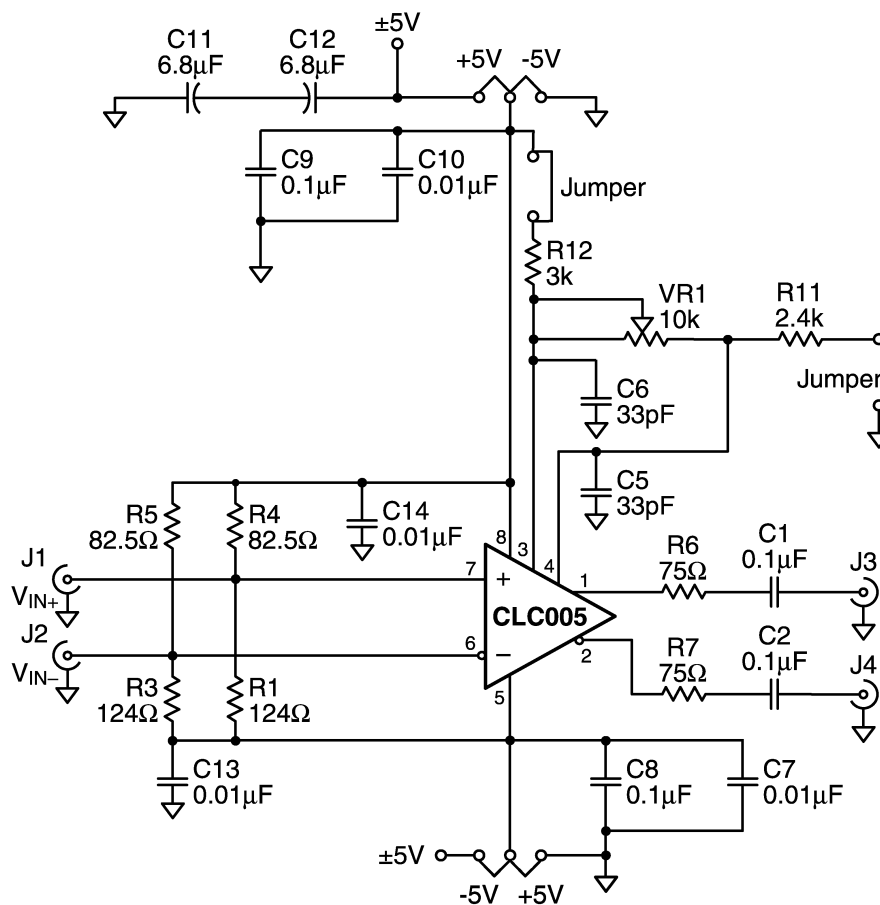 ±5V
C11
6.8µF
C12
6.8µF
+5V
-5V
C9
0.1µF
C10
0.01µF
Jumper
R12
3k
VR1
10k
R11
2.4k
Jumper
C6
33pF
C5
33pF
R5
82.5Ω
R4
82.5Ω
C14
0.01µF
8
3
4
J1
VIN+
7
+
1
R6
75Ω
C1
0.1µF
J3
CLC005
J2
VIN−
6
−
2
R7
75Ω
C2
0.1µF
J4
R3
124Ω
R1
124Ω
5
C13
0.01µF
C8
0.1µF
C7
0.01µF
±5V
-5V
+5V